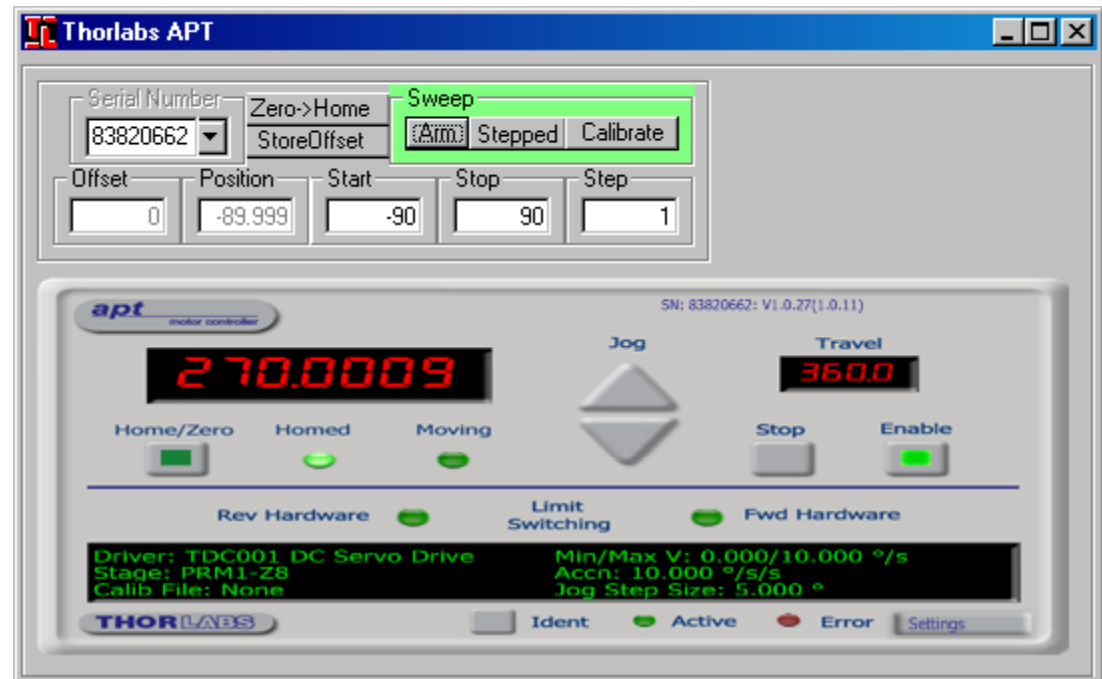 Thorlabs APT
Serial Number
83820662
Zero->Home
StoreOffset
Sweep
Arm Stepped Calibrate
Offset Position Start Stop Step
0 -89.999 -90 90 1
apt
motor controller
SN: 83820662: V1.0.27(1.0.11)
Jog Travel
270.0009 360.0
Home/Zero Homed Moving Stop Enable
Rev Hardware Limit Switching Fwd Hardware
Driver: TDC001 DC Servo Drive Min/Max V: 0.000/10.000 °/s
Stage: PRM1-Z8 Accn: 10.000 °/s/s
Calib File: None Jog Step Size: 5.000 °
THORLABS Ident Active Error Settings